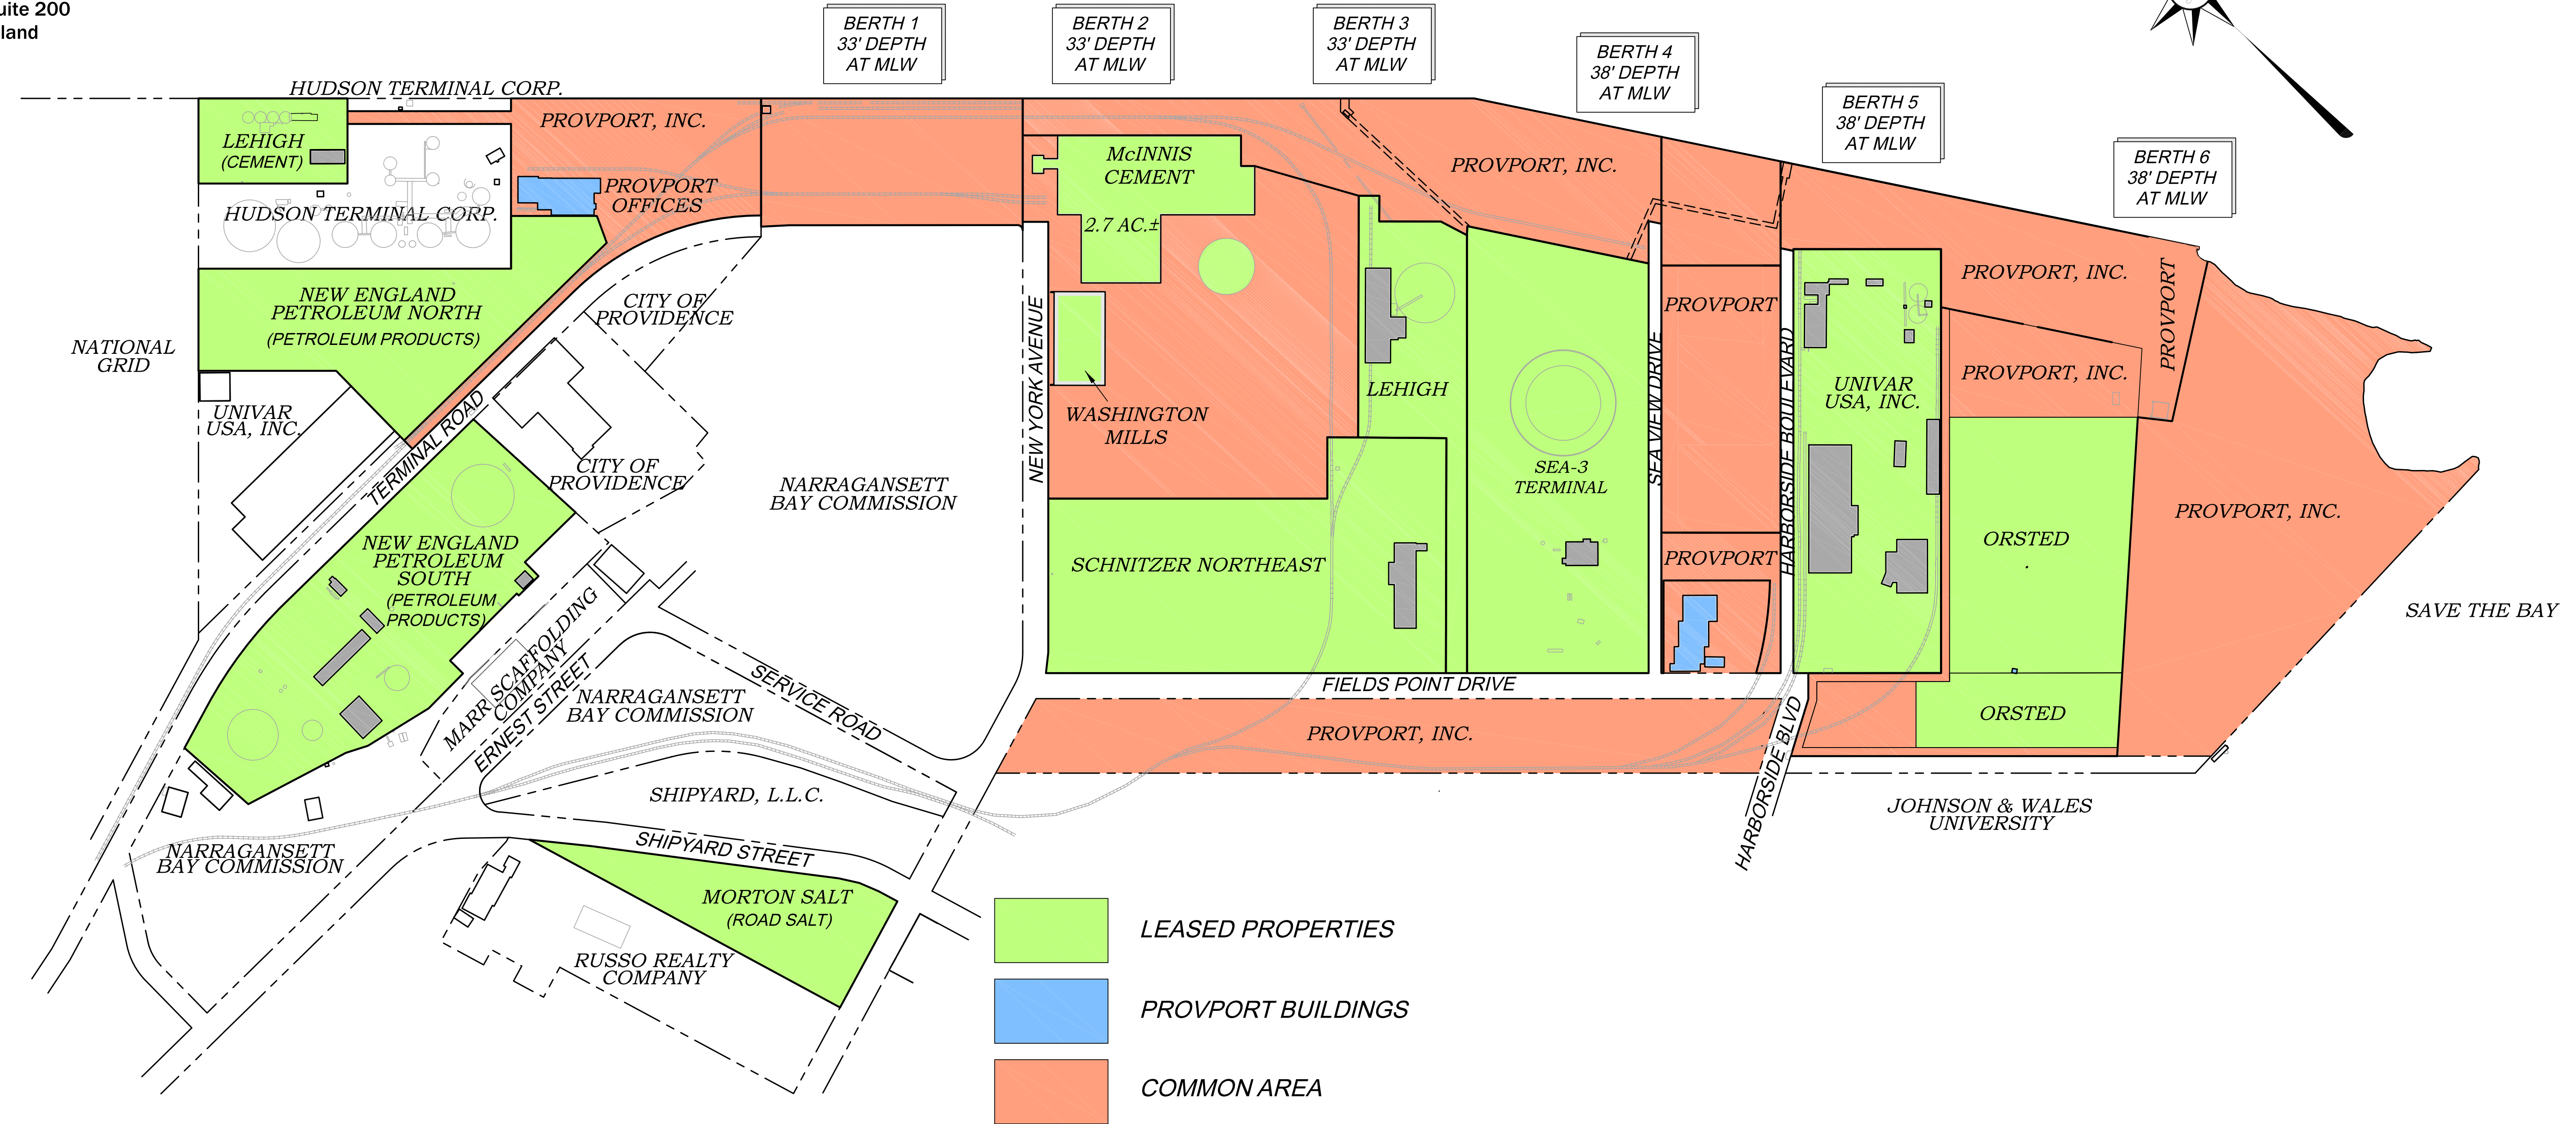 uite 200
land
BERTH 1
33' DEPTH
AT MLW
BERTH 2
33' DEPTH
AT MLW
BERTH 3
33' DEPTH
AT MLW
BERTH 4
38' DEPTH
AT MLW
BERTH 5
38' DEPTH
AT MLW
BERTH 6
38' DEPTH
AT MLW
HUDSON TERMINAL CORP.
LEHIGH
(CEMENT)
HUDSON TERMINAL CORP.
PROVPORT, INC.
PROVPORT
OFFICES
McINNIS
CEMENT
2.7 AC.±
PROVPORT, INC.
NEW ENGLAND
PETROLEUM NORTH
(PETROLEUM PRODUCTS)
CITY OF
PROVIDENCE
NATIONAL
GRID
UNIVAR
USA, INC.
TERMINAL ROAD
CITY OF
PROVIDENCE
NARRAGANSETT
BAY COMMISSION
NEW YORK AVENUE
WASHINGTON
MILLS
LEHIGH
SEA-3
TERMINAL
SEA VIEW DRIVE
PROVPORT
HARBORSIDE BOULEVARD
UNIVAR
USA, INC.
PROVPORT, INC.
PROVPORT
PROVPORT, INC.
PROVPORT, INC.
NEW ENGLAND
PETROLEUM
SOUTH
(PETROLEUM
PRODUCTS)
SCHNITZER NORTHEAST
PROVPORT
ORSTED
SAVE THE BAY
MARR SCAFFOLDING
COMPANY
ERNEST STREET
NARRAGANSETT
BAY COMMISSION
SERVICE ROAD
FIELDS POINT DRIVE
PROVPORT, INC.
HARBORSIDE BLVD
ORSTED
SHIPYARD, L.L.C.
JOHNSON & WALES
UNIVERSITY
SHIPYARD STREET
NARRAGANSETT
BAY COMMISSION
MORTON SALT
(ROAD SALT)
RUSSO REALTY
COMPANY
LEASED PROPERTIES
PROVPORT BUILDINGS
COMMON AREA